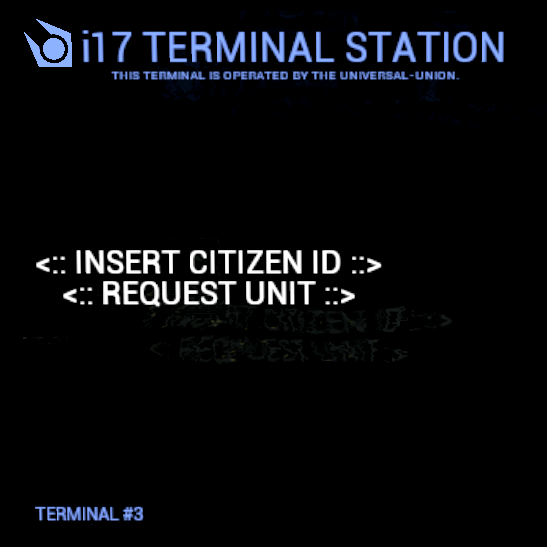 i17 TERMINAL STATION
THIS TERMINAL IS OPERATED BY THE UNIVERSAL-UNION.
<:: INSERT CITIZEN ID ::>
<:: REQUEST UNIT ::>
TERMINAL #3